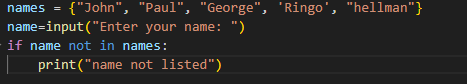 names = {"John", "Paul", "George", 'Ringo', "hellman"}
name=input("Enter your name: ")
if name not in names:
    print("name not listed")